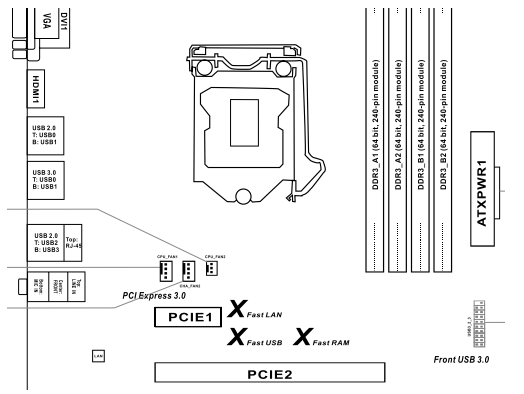 VGA
DVI1
HDMI1
USB 2.0
T: USB0
B: USB1
USB 3.0
T: USB0
B: USB1
USB 2.0
T: USB2
B: USB3
Top:
RJ-45
Top:
LINE IN
Center:
FRONT
Bottom:
MIC IN
CPU_FAN1
CHA_FAN2
CPU_FAN2
PCI Express 3.0
PCIE1
X Fast LAN
X Fast USB
X Fast RAM
LAN
PCIE2
DDR3_A1 (64 bit, 240-pin module)
DDR3_A2 (64 bit, 240-pin module)
DDR3_B1 (64 bit, 240-pin module)
DDR3_B2 (64 bit, 240-pin module)
ATXPWR1
Front USB 3.0